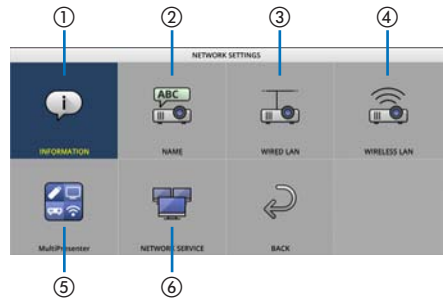 ① ② ③ ④
NETWORK SETTINGS
i ABC
INFORMATION NAME WIRED LAN WIRELESS LAN
MultiPresenter NETWORK SERVICE BACK
⑤ ⑥